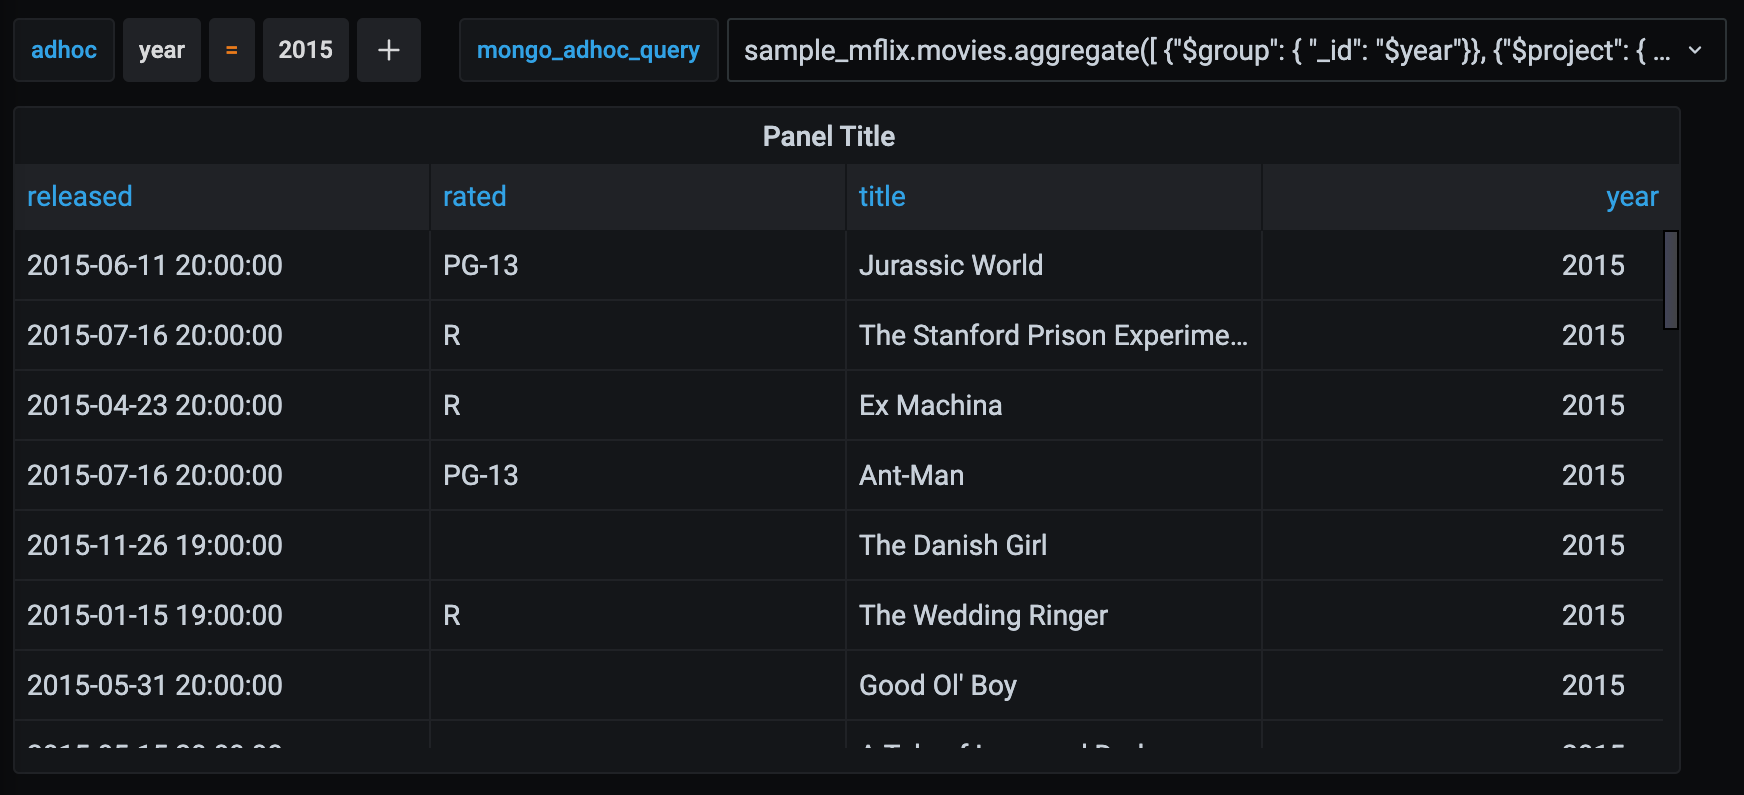 adhoc year = 2015 + mongo_adhoc_query sample_mflix.movies.aggregate([ {"$group": { "_id": "$year"}}, {"$project": { ...
Panel Title
released rated title year
2015-06-11 20:00:00 PG-13 Jurassic World 2015
2015-07-16 20:00:00 R The Stanford Prison Experime... 2015
2015-04-23 20:00:00 R Ex Machina 2015
2015-07-16 20:00:00 PG-13 Ant-Man 2015
2015-11-26 19:00:00 The Danish Girl 2015
2015-01-15 19:00:00 R The Wedding Ringer 2015
2015-05-31 20:00:00 Good Ol' Boy 2015